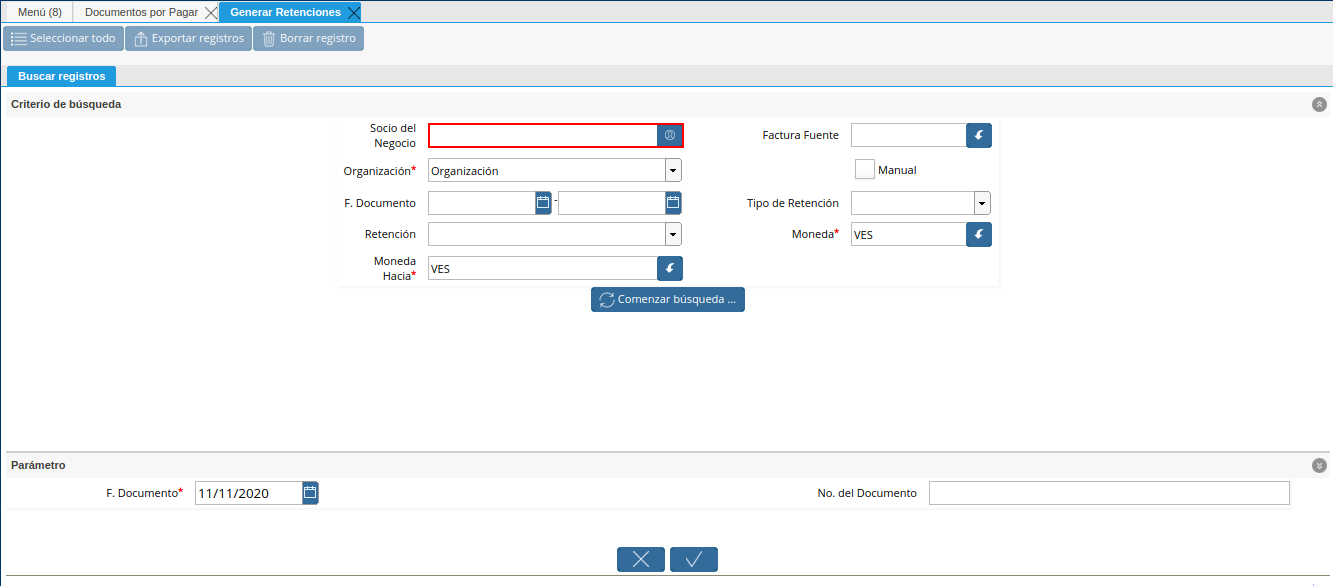 Menú (8) Documentos por Pagar Generar Retenciones
Seleccionar todo Exportar registros Borrar registro
Buscar registros
Criterio de búsqueda
Socio del Negocio Factura Fuente
Organización* Organización Manual
F. Documento - Tipo de Retención
Retención Moneda* VES
Moneda Hacia* VES
Comenzar búsqueda ...
Parámetro
F. Documento* 11/11/2020 No. del Documento